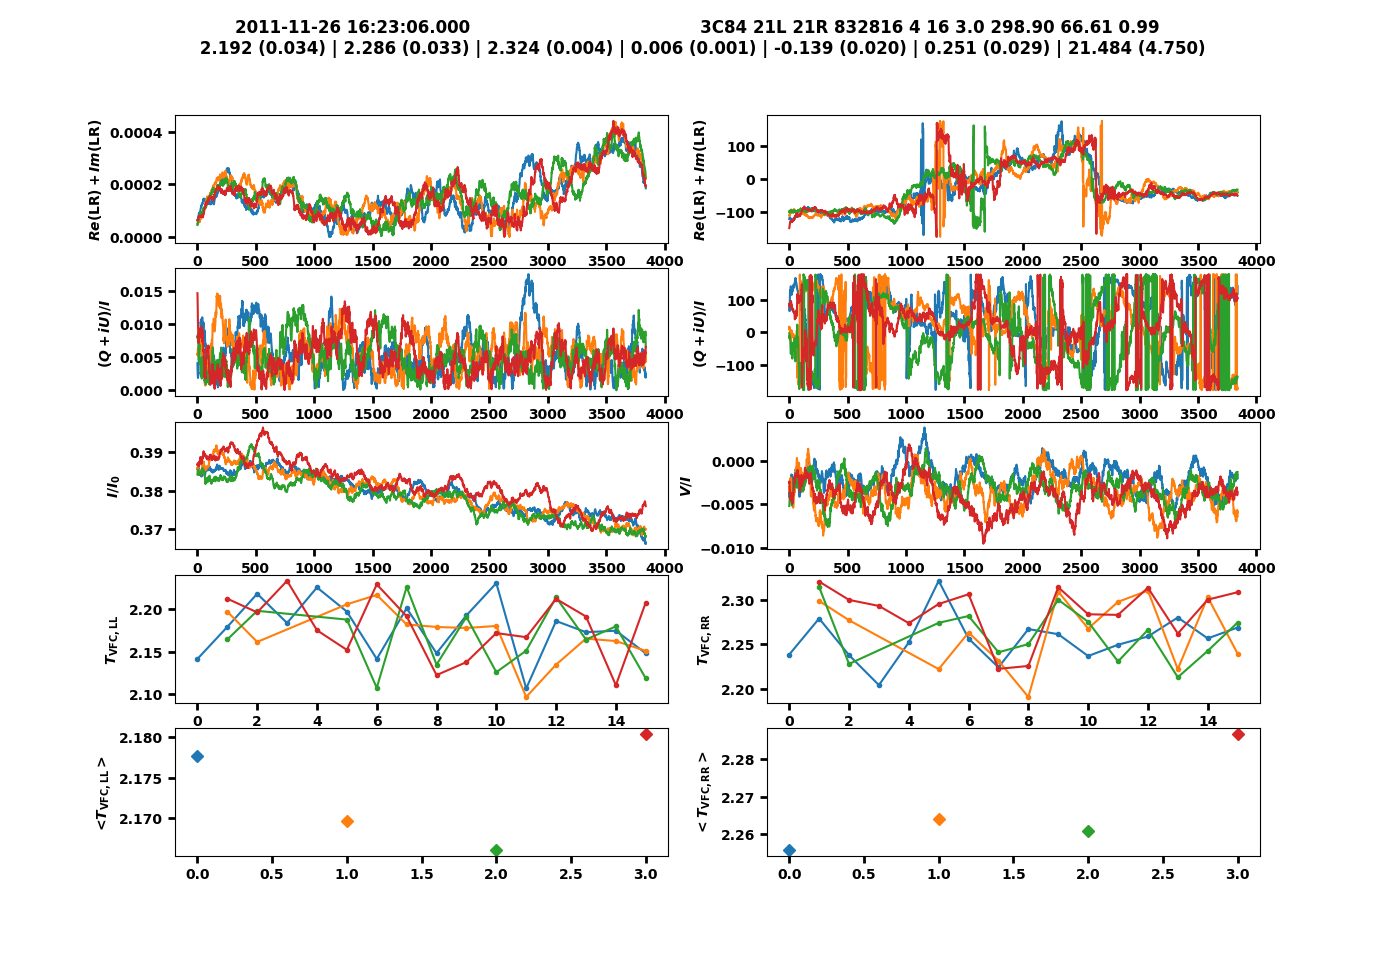 2011-11-26 16:23:06.000 3C84 21L 21R 832816 4 16 3.0 298.90 66.61 0.99
2.192 (0.034) | 2.286 (0.033) | 2.324 (0.004) | 0.006 (0.001) | -0.139 (0.020) | 0.251 (0.029) | 21.484 (4.750)
Re(LR) + Im(LR)
0.0004
0.0002
0.0000
0 500 1000 1500 2000 2500 3000 3500 4000
Re(LR) + Im(LR)
100
0
−100
0 500 1000 1500 2000 2500 3000 3500 4000
(Q + iU)/I
0.015
0.010
0.005
0.000
0 500 1000 1500 2000 2500 3000 3500 4000
(Q + iU)/I
100
0
−100
0 500 1000 1500 2000 2500 3000 3500 4000
I/I0
0.39
0.38
0.37
0 500 1000 1500 2000 2500 3000 3500 4000
V/I
0.000
−0.005
−0.010
0 500 1000 1500 2000 2500 3000 3500 4000
TVFC, LL
2.20
2.15
2.10
0 2 4 6 8 10 12 14
TVFC, RR
2.30
2.25
2.20
0 2 4 6 8 10 12 14
<TVFC, LL >
2.180
2.175
2.170
0.0 0.5 1.0 1.5 2.0 2.5 3.0
< TVFC, RR >
2.28
2.27
2.26
0.0 0.5 1.0 1.5 2.0 2.5 3.0